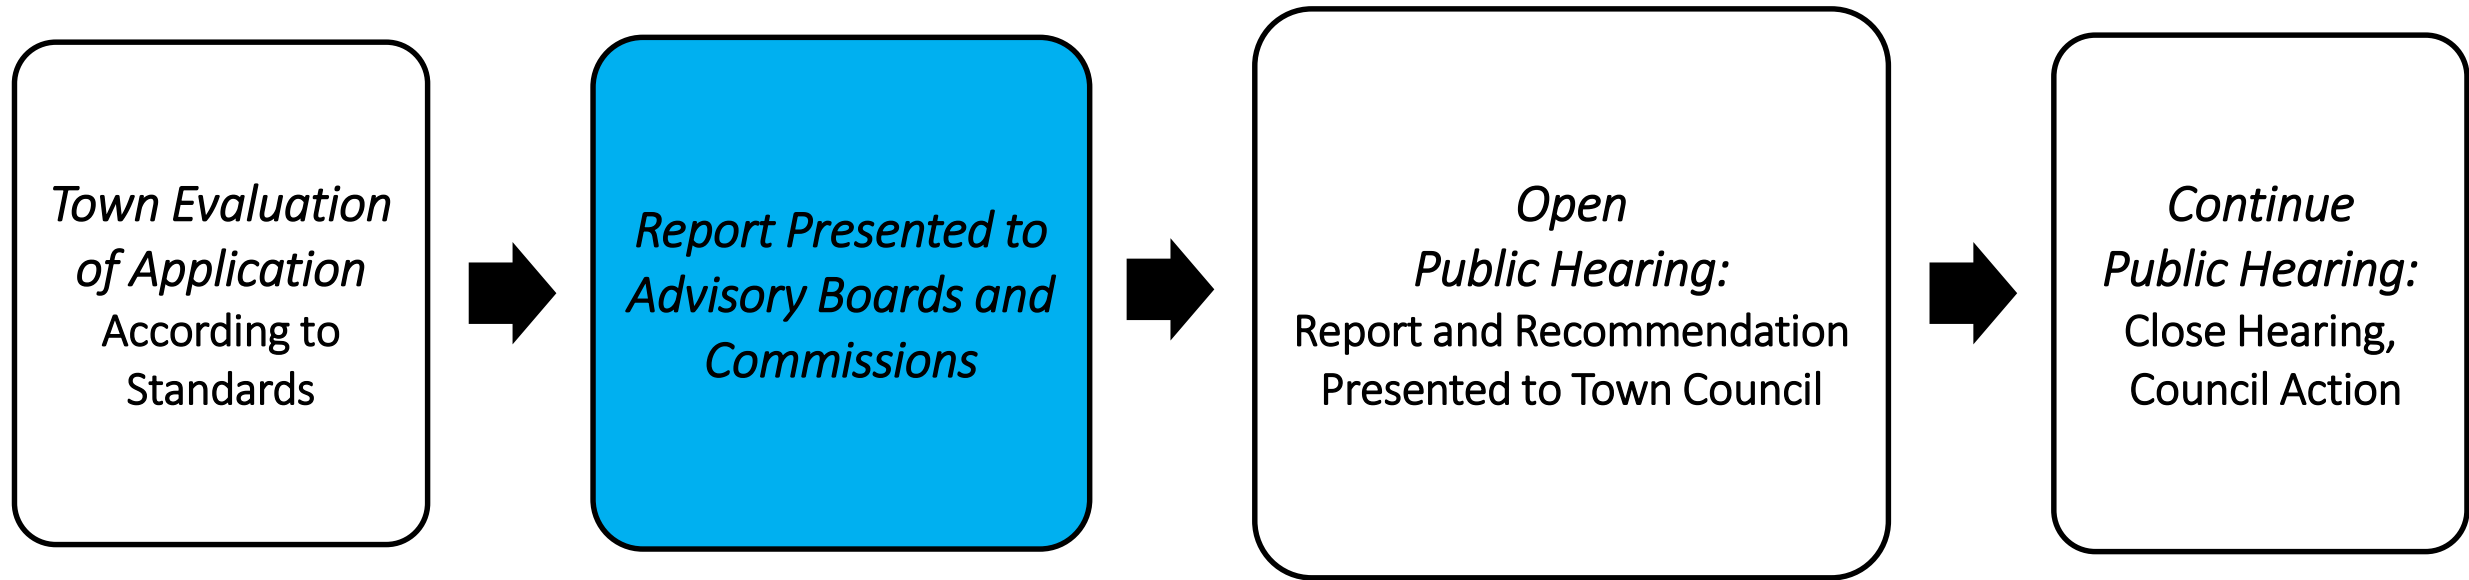 Town Evaluation
of Application
According to
Standards
Report Presented to
Advisory Boards and
Commissions
Open
Public Hearing:
Report and Recommendation
Presented to Town Council
Continue
Public Hearing:
Close Hearing,
Council Action